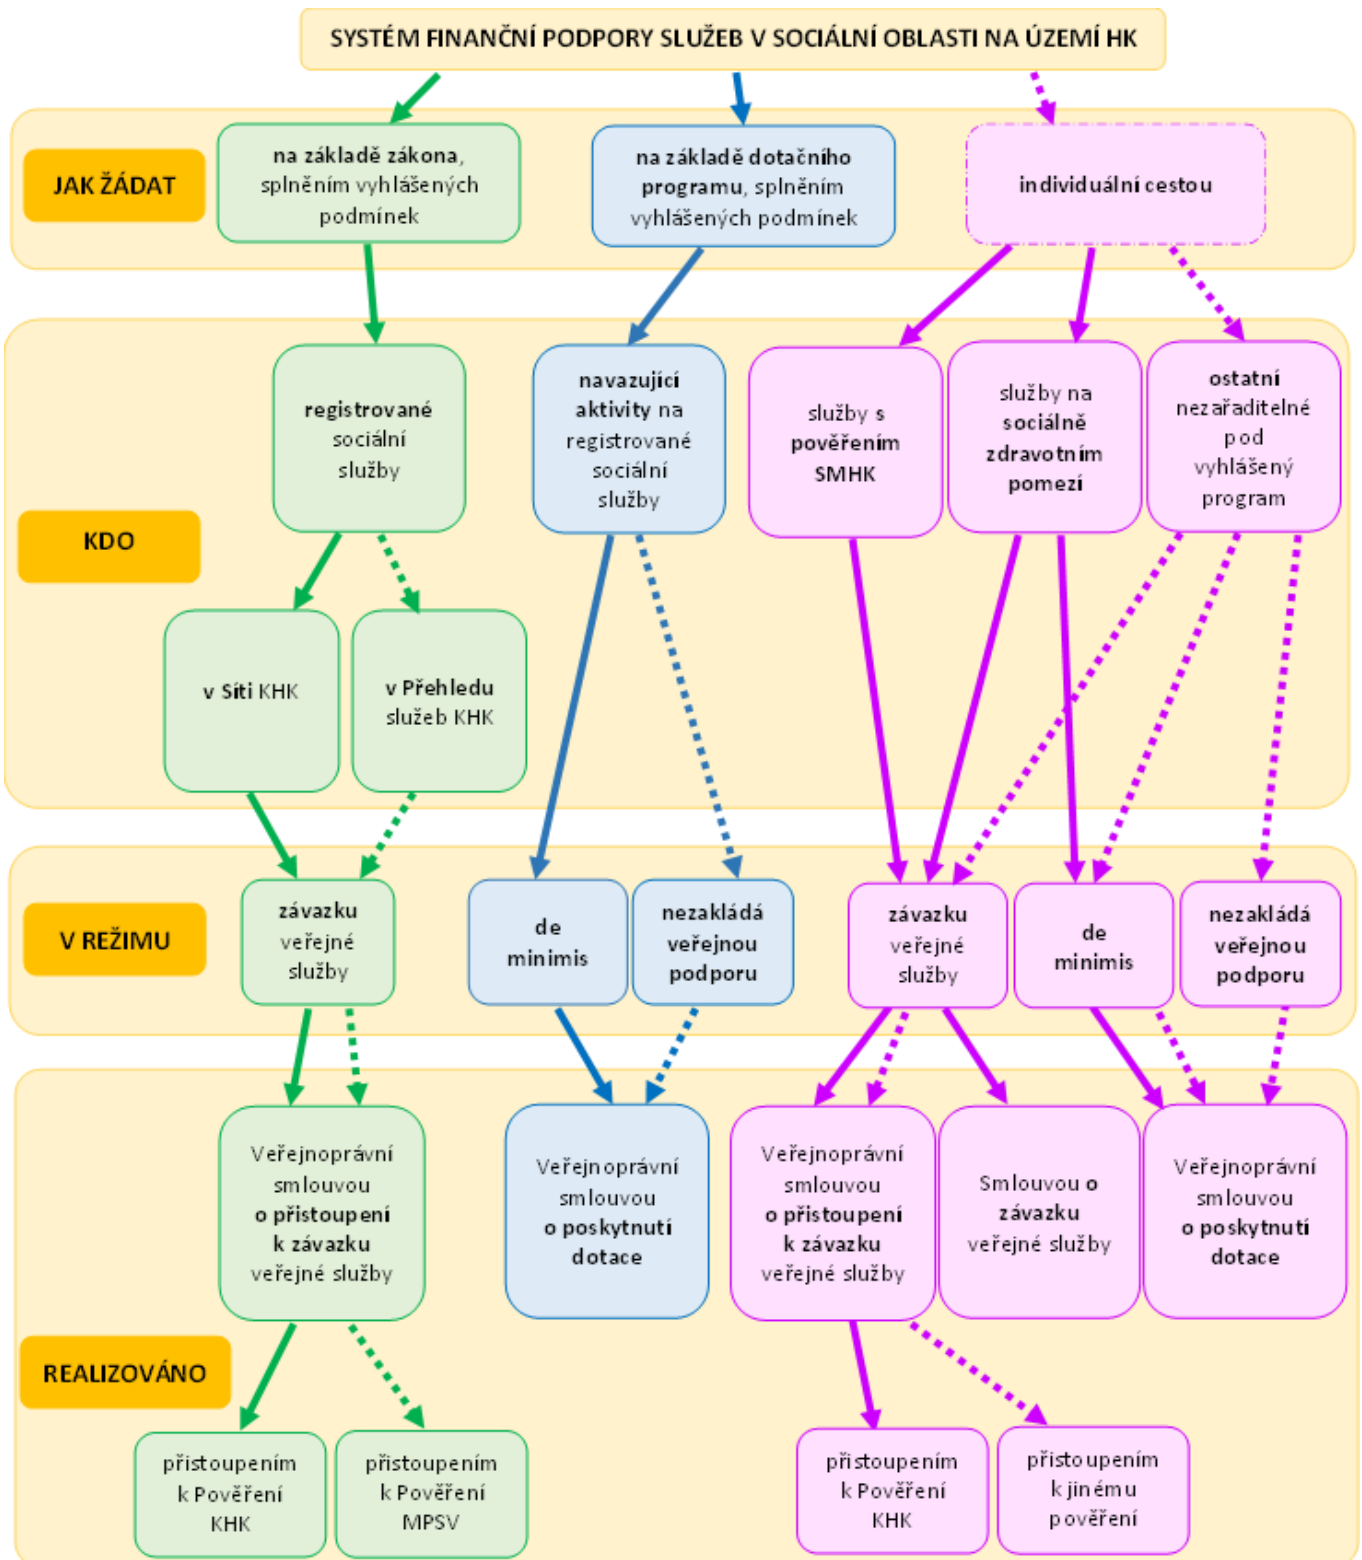 SYSTÉM FINANČNÍ PODPORY SLUŽEB V SOCIÁLNÍ OBLASTI NA ÚZEMÍ HK
JAK ŽÁDAT
na základě zákona,
splněním vyhlášených
podmínek
na základě dotačního
programu, splněním
vyhlášených podmínek
individuální cestou
KDO
registrované
sociální
služby
navazující
aktivity na
registrované
sociální
služby
služby s
pověřením
SMHK
služby na
sociálně
zdravotním
pomezí
ostatní
nezařaditelné
pod
vyhlášený
program
v Síti KHK
v Přehledu
služeb KHK
V REŽIMU
závazku
veřejné
služby
de
minimis
nezakládá
veřejnou
podporu
závazku
veřejné
služby
de
minimis
nezakládá
veřejnou
podporu
REALIZOVÁNO
Veřejnoprávní
smlouvou
o přistoupení
k závazku
veřejné služby
Veřejnoprávní
smlouvou
o poskytnutí
dotace
Veřejnoprávní
smlouvou
o přistoupení
k závazku
veřejné služby
Smlouvou o
závazku
veřejné služby
Veřejnoprávní
smlouvou
o poskytnutí
dotace
přistoupením
k Pověření
KHK
přistoupením
k Pověření
MPSV
přistoupením
k Pověření
KHK
přistoupením
k jinému
pověření